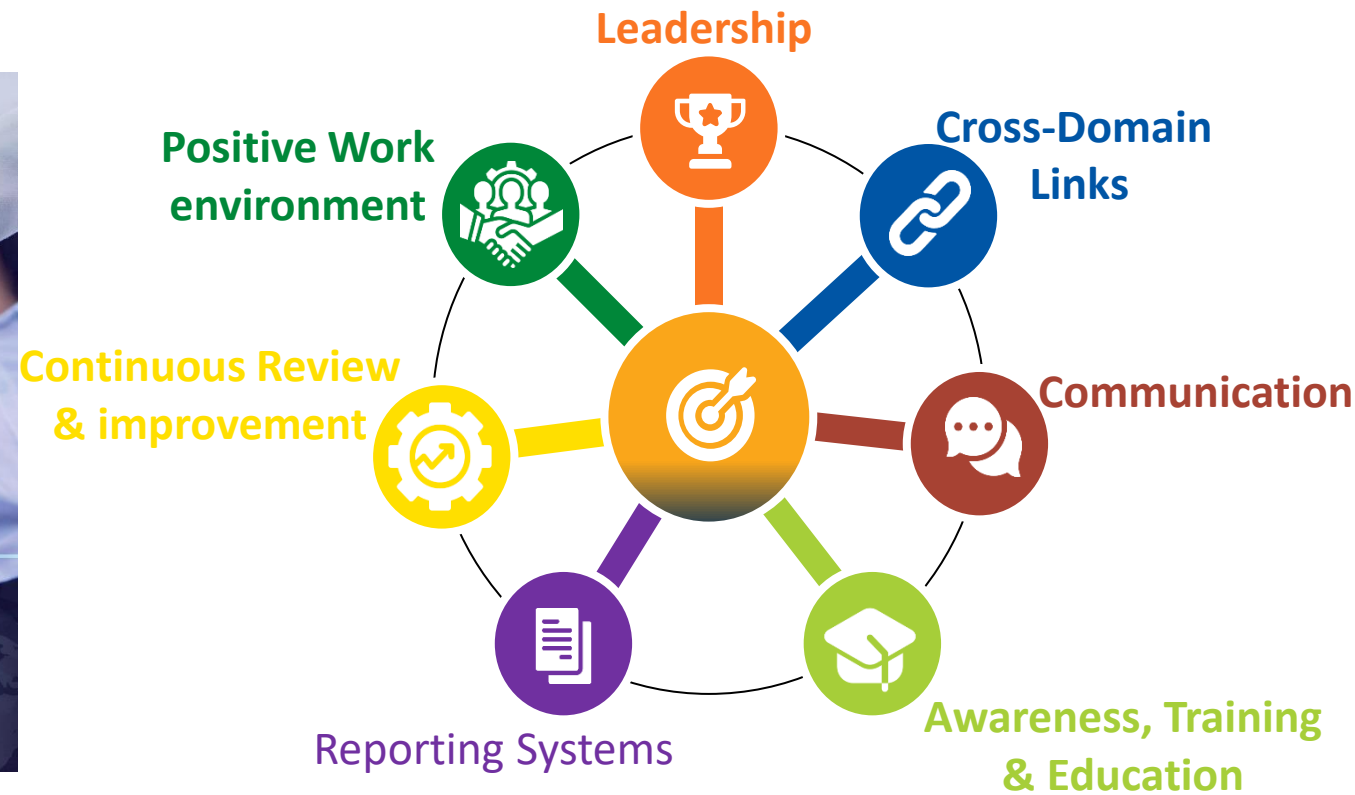 Leadership
Cross-Domain
Links
Positive Work
environment
Continuous Review
& improvement
Communication
Reporting Systems
Awareness, Training
& Education